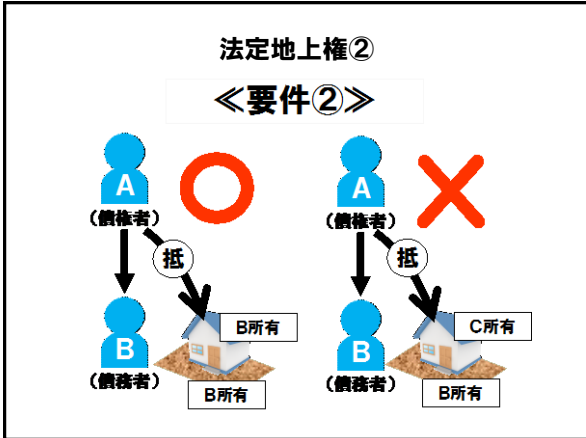 法定地上権②
≪要件②≫
A
(債権者)
抵
B
(債務者)
B所有
B所有
A
(債権者)
抵
B
(債務者)
C所有
B所有